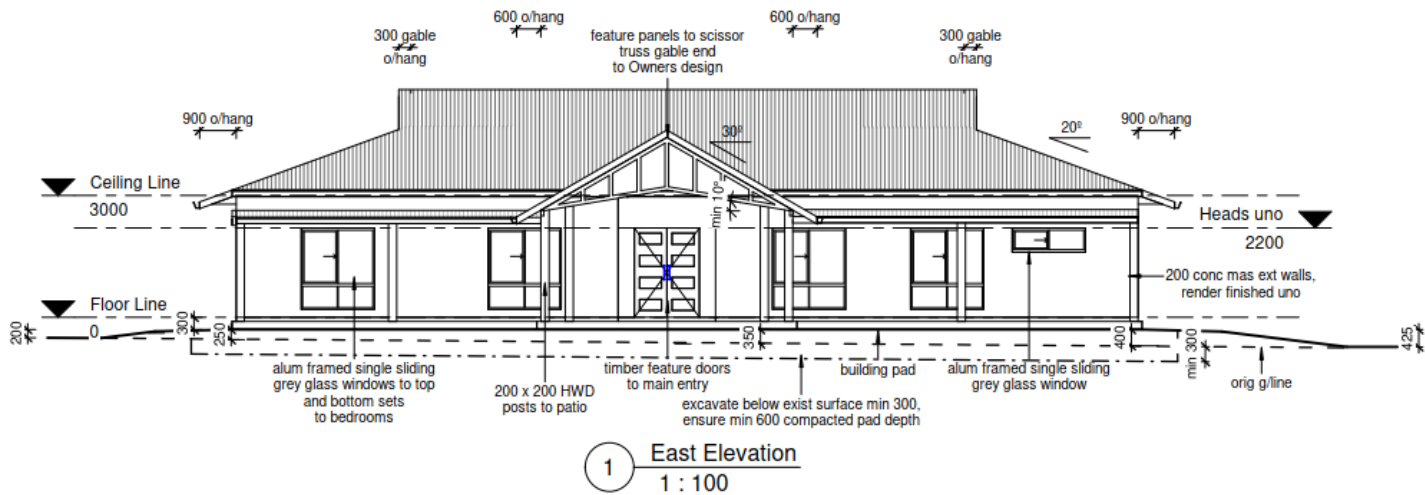 600 o/hang
600 o/hang
300 gable
o/hang
feature panels to scissor
truss gable end
to Owners design
300 gable
o/hang
900 o/hang
900 o/hang
30º
20º
Ceiling Line
3000
min 10°
Heads uno
2200
200 conc mas ext walls,
render finished uno
Floor Line
0
200
300
250
350
400
min 300
425
alum framed single sliding
grey glass windows to top
and bottom sets
to bedrooms
200 x 200 HWD
posts to patio
timber feature doors
to main entry
excavate below exist surface min 300,
ensure min 600 compacted pad depth
building pad
alum framed single sliding
grey glass window
orig g/line
1
East Elevation
1 : 100